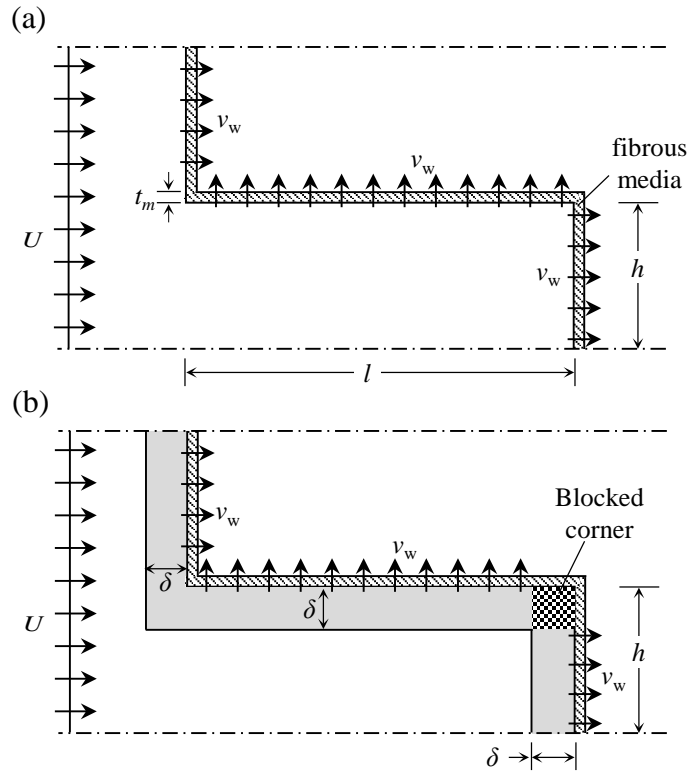 (a)
v_w
v_w
fibrous
media
t_m
U
v_w
h
l
(b)
Blocked
corner
v_w
v_w
δ
δ
U
h
v_w
δ